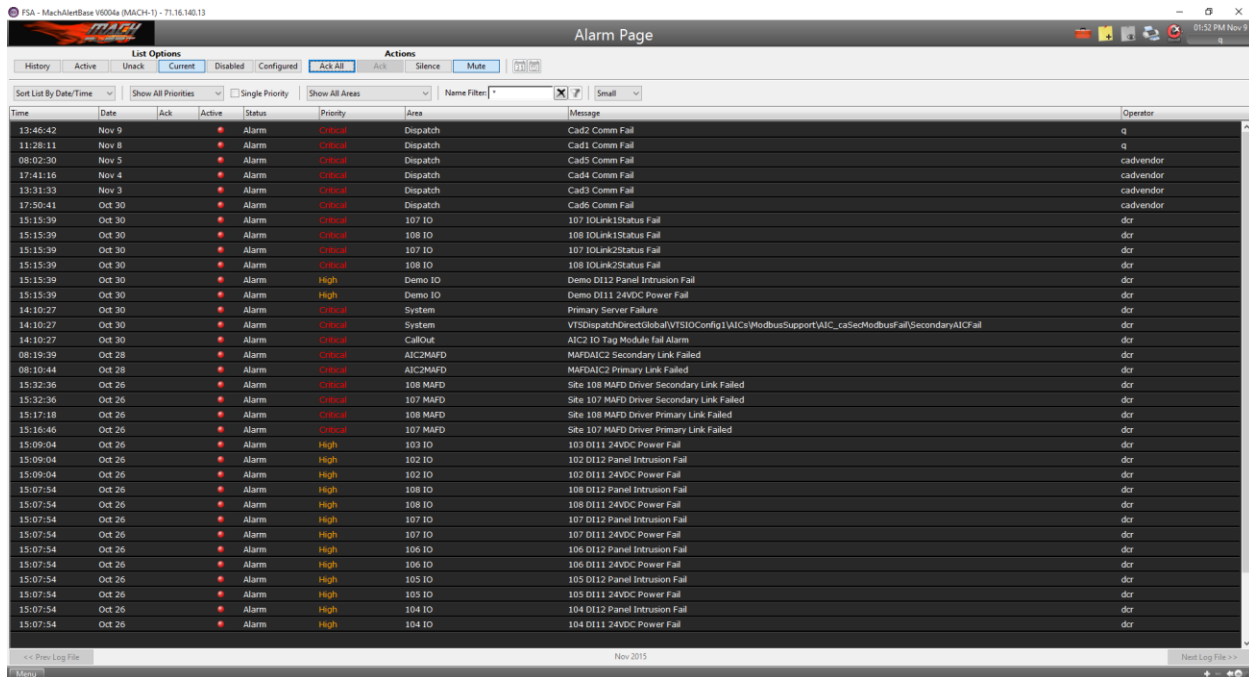 FSA - MachAlertBase V6004a (MACH-1) - 71.16.140.13
MACH
Alarm Page
01:52 PM Nov 9
q
List Options Actions
History Active Unack Current Disabled Configured Ack All Ack Silence Mute
Sort List By Date/Time Show All Priorities Single Priority Show All Areas Name Filter: * Small
Time Date Ack Active Status Priority Area Message Operator
13:46:42 Nov 9 Alarm Critical Dispatch Cad2 Comm Fail q
11:28:11 Nov 8 Alarm Critical Dispatch Cad1 Comm Fail q
08:02:30 Nov 5 Alarm Critical Dispatch Cad5 Comm Fail cadvendor
17:41:16 Nov 4 Alarm Critical Dispatch Cad4 Comm Fail cadvendor
13:31:33 Nov 3 Alarm Critical Dispatch Cad3 Comm Fail cadvendor
17:50:41 Oct 30 Alarm Critical Dispatch Cad6 Comm Fail cadvendor
15:15:39 Oct 30 Alarm Critical 107 IO 107 IOLink1Status Fail dcr
15:15:39 Oct 30 Alarm Critical 108 IO 108 IOLink1Status Fail dcr
15:15:39 Oct 30 Alarm Critical 107 IO 107 IOLink2Status Fail dcr
15:15:39 Oct 30 Alarm Critical 108 IO 108 IOLink2Status Fail dcr
15:15:39 Oct 30 Alarm High Demo IO Demo DI12 Panel Intrusion Fail dcr
15:15:39 Oct 30 Alarm High Demo IO Demo DI11 24VDC Power Fail dcr
14:10:27 Oct 30 Alarm Critical System Primary Server Failure dcr
14:10:27 Oct 30 Alarm Critical System VTSDispatchDirectGlobal\VTSIOConfig1\AICs\ModbusSupport\AIC_caSecModbusFail\SecondaryAICFail dcr
14:10:27 Oct 30 Alarm Critical CallOut AIC2 IO Tag Module fail Alarm dcr
08:19:39 Oct 28 Alarm Critical AIC2MAFD MAFDAIC2 Secondary Link Failed dcr
08:10:44 Oct 28 Alarm Critical AIC2MAFD MAFDAIC2 Primary Link Failed dcr
15:32:36 Oct 26 Alarm Critical 108 MAFD Site 108 MAFD Driver Secondary Link Failed dcr
15:32:36 Oct 26 Alarm Critical 107 MAFD Site 107 MAFD Driver Secondary Link Failed dcr
15:17:18 Oct 26 Alarm Critical 108 MAFD Site 108 MAFD Driver Primary Link Failed dcr
15:16:46 Oct 26 Alarm Critical 107 MAFD Site 107 MAFD Driver Primary Link Failed dcr
15:09:04 Oct 26 Alarm High 103 IO 103 DI11 24VDC Power Fail dcr
15:09:04 Oct 26 Alarm High 102 IO 102 DI12 Panel Intrusion Fail dcr
15:09:04 Oct 26 Alarm High 102 IO 102 DI11 24VDC Power Fail dcr
15:07:54 Oct 26 Alarm High 108 IO 108 DI12 Panel Intrusion Fail dcr
15:07:54 Oct 26 Alarm High 108 IO 108 DI11 24VDC Power Fail dcr
15:07:54 Oct 26 Alarm High 107 IO 107 DI12 Panel Intrusion Fail dcr
15:07:54 Oct 26 Alarm High 107 IO 107 DI11 24VDC Power Fail dcr
15:07:54 Oct 26 Alarm High 106 IO 106 DI12 Panel Intrusion Fail dcr
15:07:54 Oct 26 Alarm High 106 IO 106 DI11 24VDC Power Fail dcr
15:07:54 Oct 26 Alarm High 105 IO 105 DI12 Panel Intrusion Fail dcr
15:07:54 Oct 26 Alarm High 105 IO 105 DI11 24VDC Power Fail dcr
15:07:54 Oct 26 Alarm High 104 IO 104 DI12 Panel Intrusion Fail dcr
15:07:54 Oct 26 Alarm High 104 IO 104 DI11 24VDC Power Fail dcr
<< Prev Log File Nov 2015 Next Log File >>
Menu